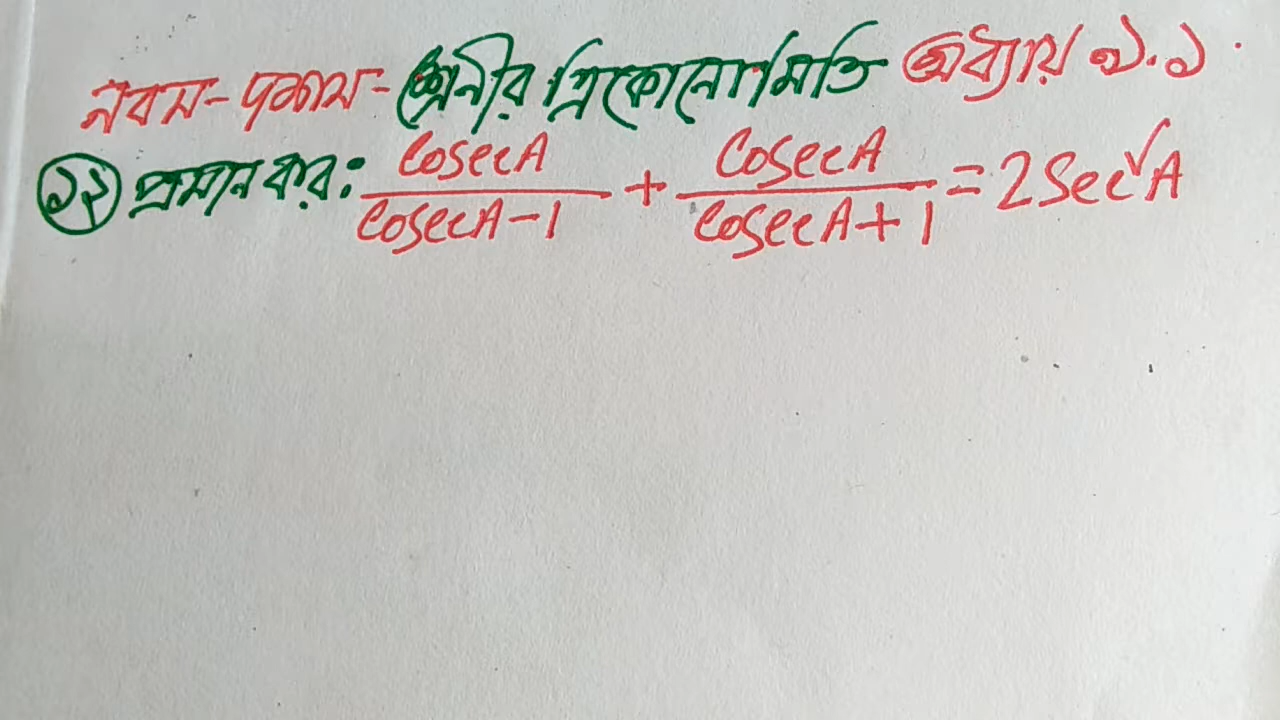 নবম-দশম-শ্রেনীর ত্রিকোনোমিতি অধ্যায় ৯.১
১২ প্রমান কর: CosecA/(CosecA-1) + CosecA/(CosecA+1) = 2Sec²A